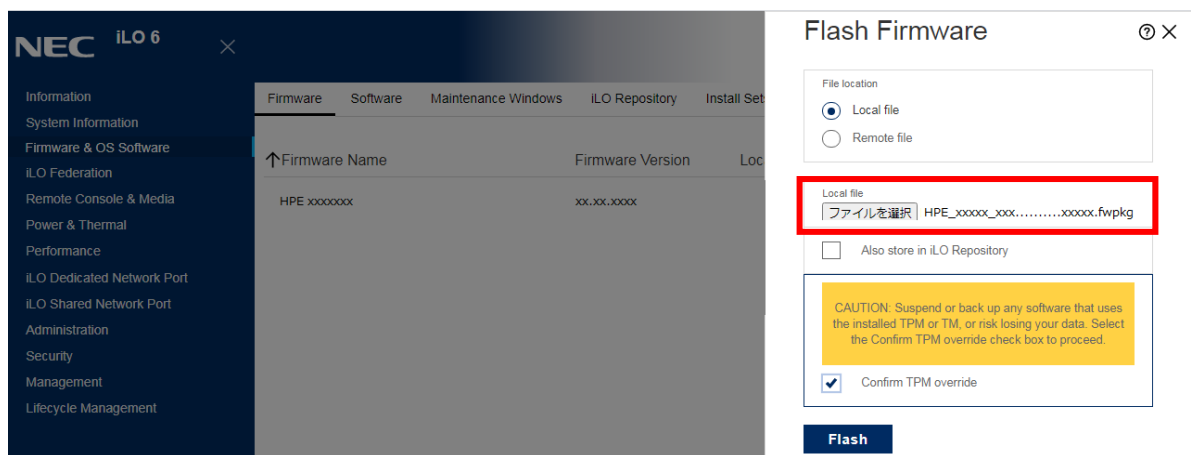 NEC iLO 6
Information
System Information
Firmware & OS Software
iLO Federation
Remote Console & Media
Power & Thermal
Performance
iLO Dedicated Network Port
iLO Shared Network Port
Administration
Security
Management
Lifecycle Management
Firmware Software Maintenance Windows iLO Repository Install Set
Firmware Name Firmware Version Loc
HPE xxxxxxx xx.xx.xxxx
Flash Firmware
File location
Local file
Remote file
Local file
ファイルを選択 HPE_xxxxx_xxx..........xxxxx.fwpkg
Also store in iLO Repository
CAUTION: Suspend or back up any software that uses
the installed TPM or TM, or risk losing your data. Select
the Confirm TPM override check box to proceed.
Confirm TPM override
Flash